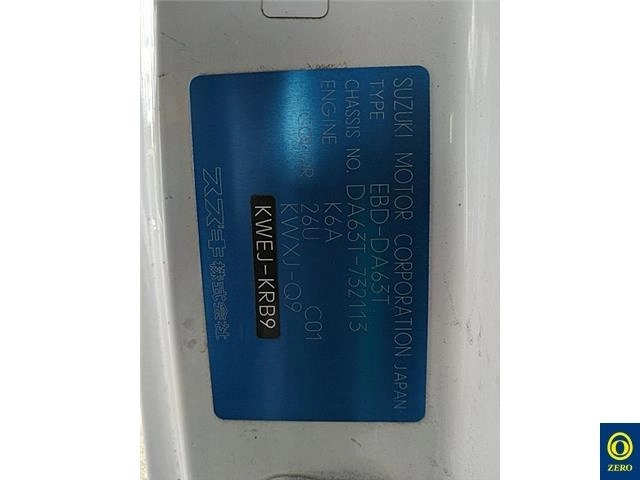 SUZUKI MOTOR CORPORATION JAPAN
TYPE EBD-DA63T
CHASSIS NO. DA63T-732113
ENGINE K6A
COLOR 26U C01
KWXJ-Q9
KWEJ-KRB9
スズキ株式会社
ZERO